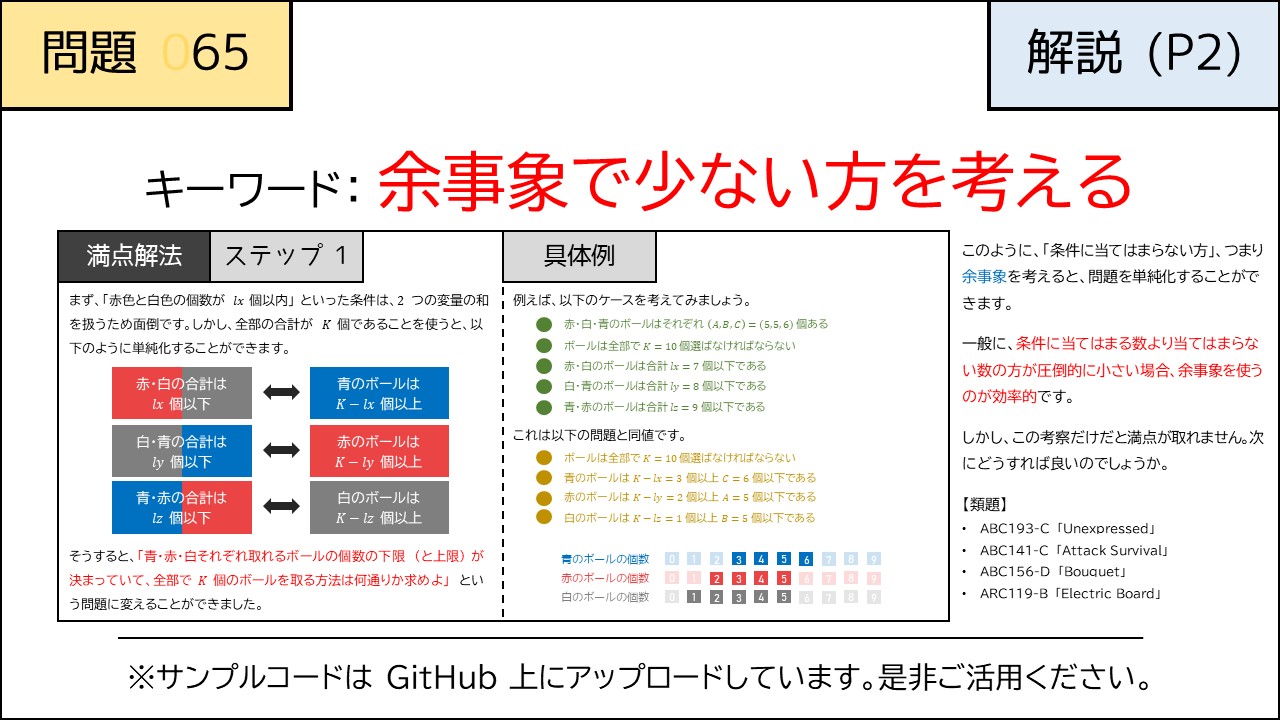 問題 065
解説 (P2)
キーワード: 余事象で少ない方を考える
満点解法
ステップ 1
まず、「赤色と白色の個数が lx 個以内」 といった条件は、2 つの変量の和
を扱うため面倒です。しかし、全部の合計が K 個であることを使うと、以
下のように単純化することができます。
赤・白の合計は
lx 個以下
青のボールは
K − lx 個以上
白・青の合計は
ly 個以下
赤のボールは
K − ly 個以上
青・赤の合計は
lz 個以下
白のボールは
K − lz 個以上
そうすると、「青・赤・白それぞれ取れるボールの個数の下限 （と上限）が
決まっていて、全部で K 個のボールを取る方法は何通りか求めよ」 とい
う問題に変えることができました。
具体例
例えば、以下のケースを考えてみましょう。
赤・白・青のボールはそれぞれ (A,B,C) = (5,5,6) 個ある
ボールは全部で K = 10 個選ばなければならない
赤・白のボールは合計 lx = 7 個以下である
白・青のボールは合計 ly = 8 個以下である
青・赤のボールは合計 lz = 9 個以下である
これは以下の問題と同値です。
ボールは全部で K = 10 個選ばなければならない
青のボールは K − lx = 3 個以上 C = 6 個以下である
赤のボールは K − ly = 2 個以上 A = 5 個以下である
白のボールは K − lz = 1 個以上 B = 5 個以下である
青のボールの個数 0 1 2 3 4 5 6 7 8 9
赤のボールの個数 0 1 2 3 4 5 6 7 8 9
白のボールの個数 0 1 2 3 4 5 6 7 8 9
このように、「条件に当てはまらない方」、つまり
余事象を考えると、問題を単純化することがで
きます。
一般に、条件に当てはまる数より当てはまらな
い数の方が圧倒的に小さい場合、余事象を使う
のが効率的です。
しかし、この考察だけだと満点が取れません。次
にどうすれば良いのでしょうか。
【類題】
• ABC193-C 「Unexpressed」
• ABC141-C 「Attack Survival」
• ABC156-D 「Bouquet」
• ARC119-B 「Electric Board」
※サンプルコードは GitHub 上にアップロードしています。是非ご活用ください。